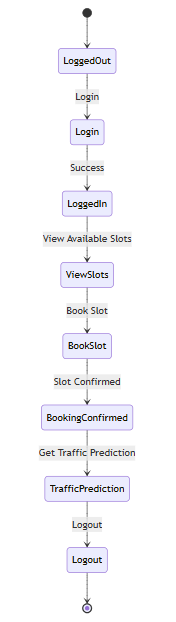 LoggedOut
Login
Login
Success
LoggedIn
View Available Slots
ViewSlots
Book Slot
BookSlot
Slot Confirmed
BookingConfirmed
Get Traffic Prediction
TrafficPrediction
Logout
Logout